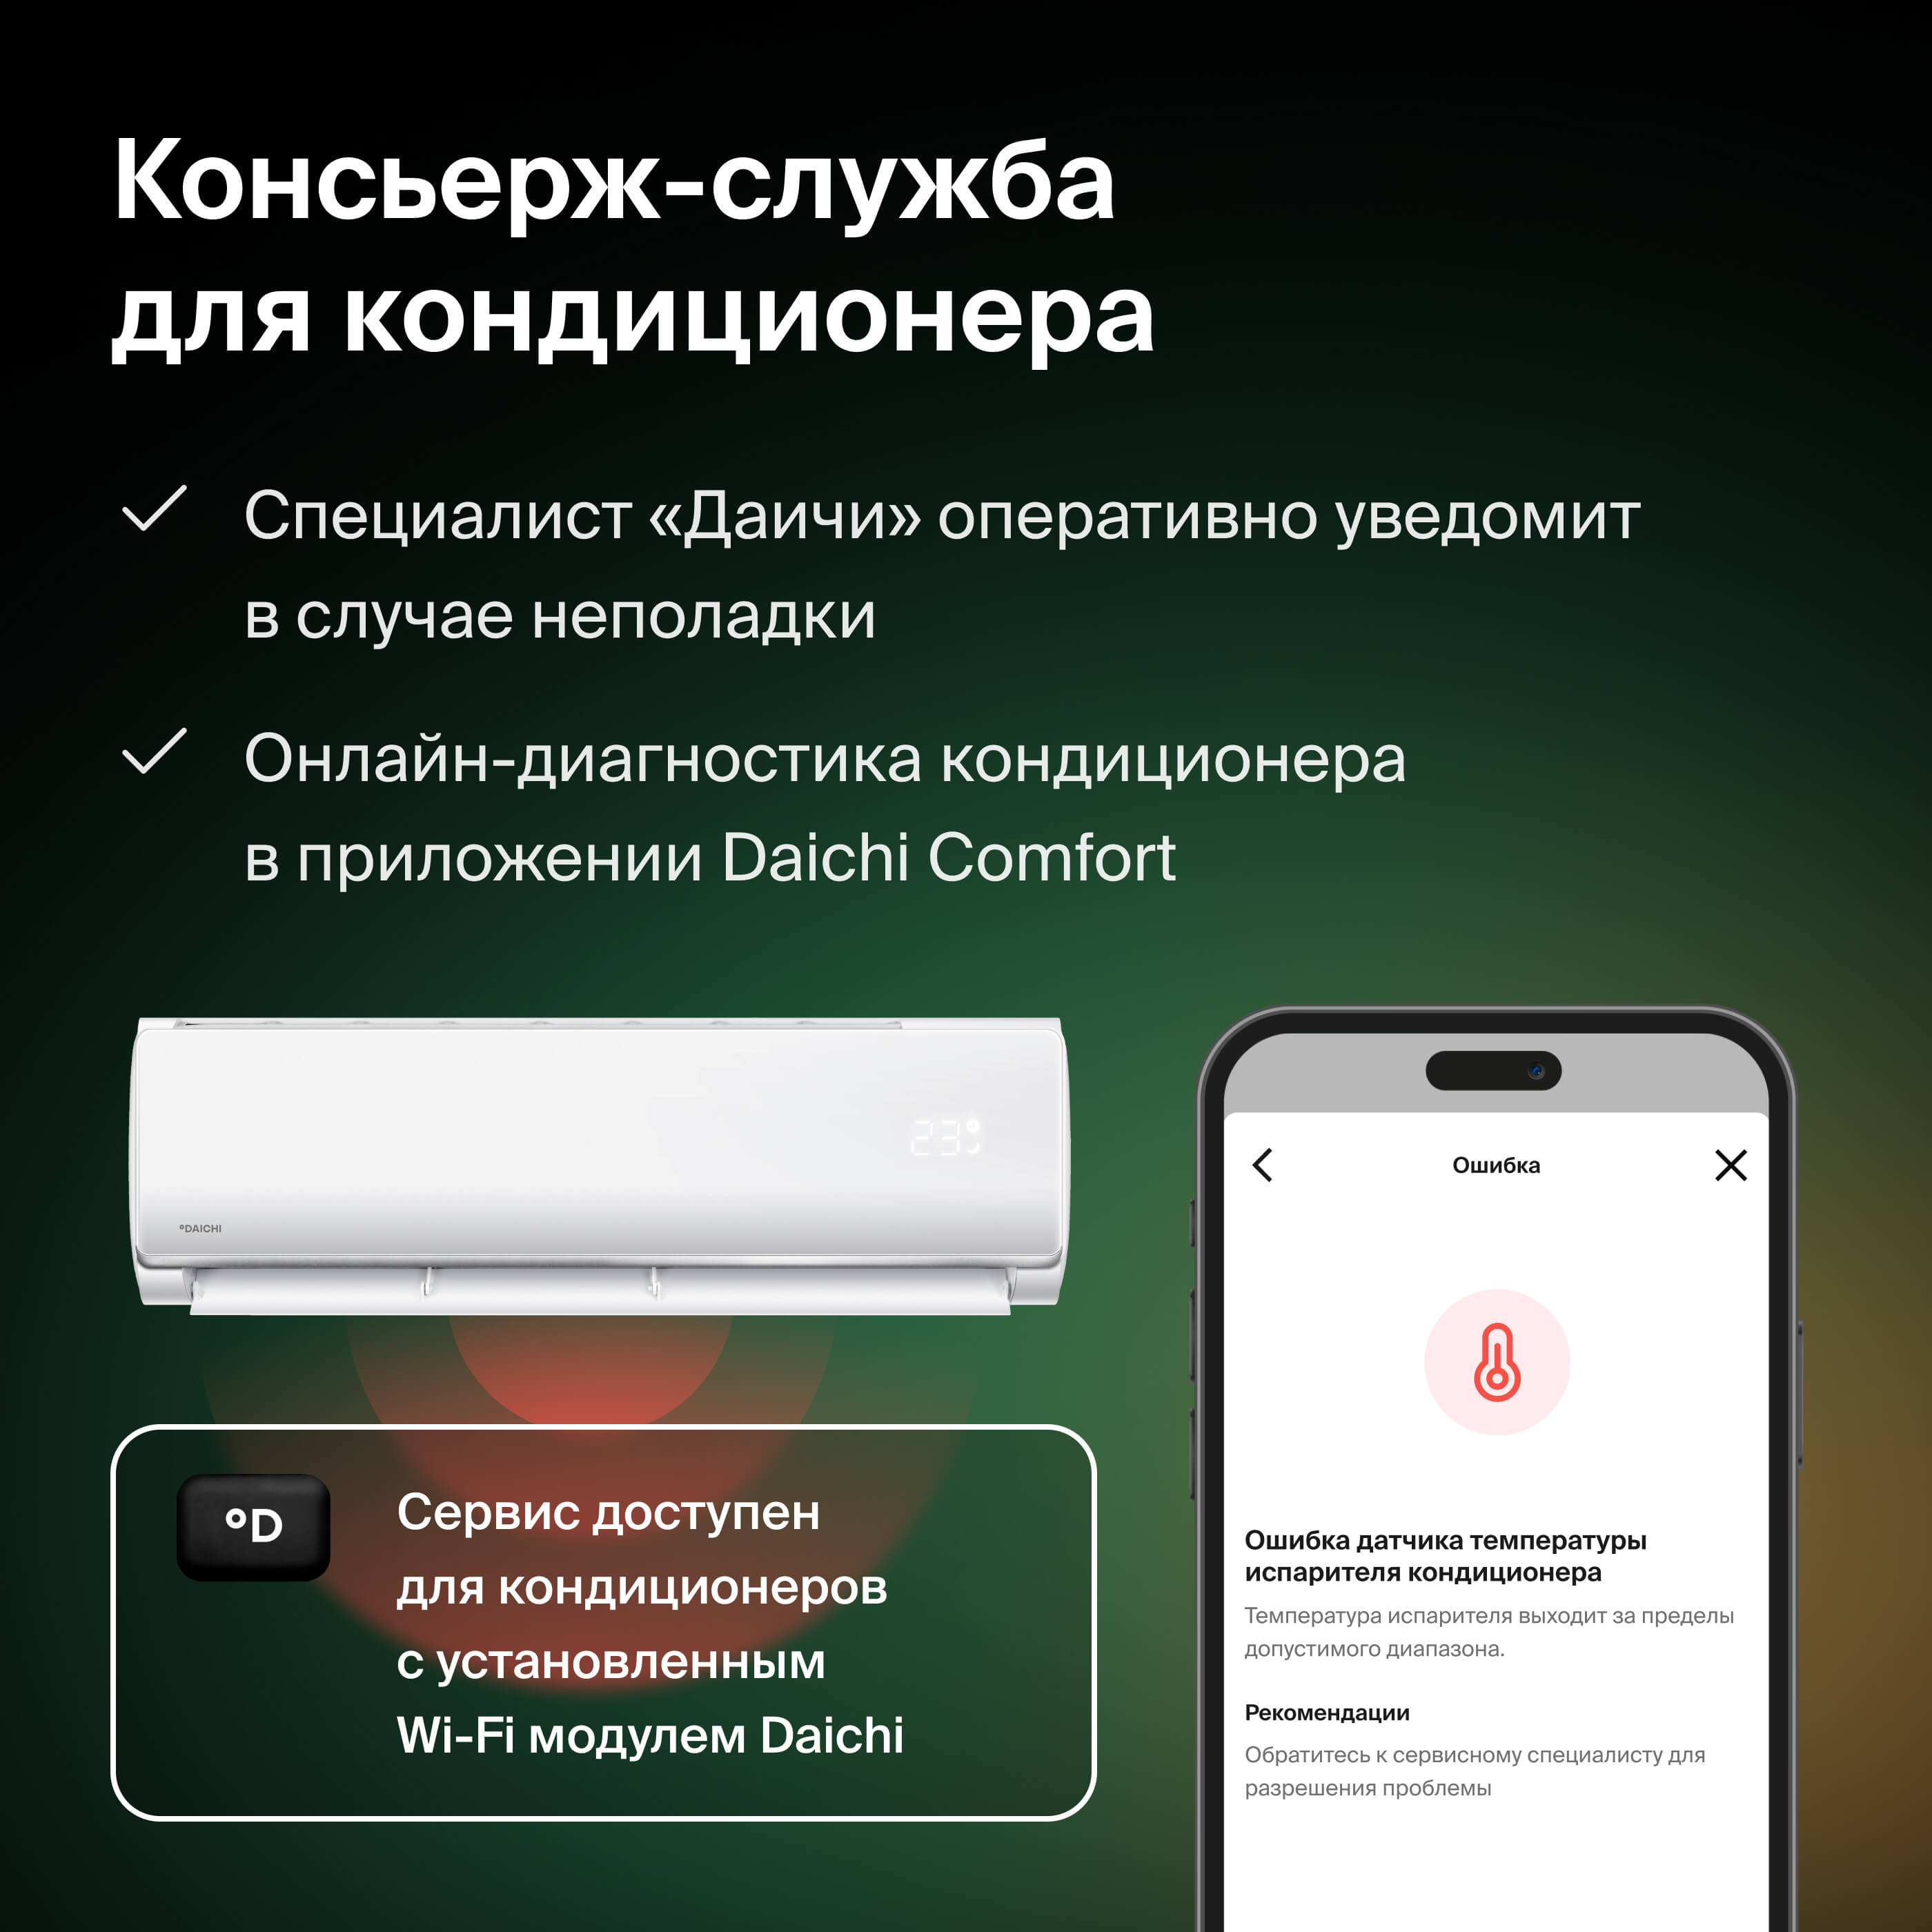 Консьерж-служба
для кондиционера
Специалист «Даичи» оперативно уведомит
в случае неполадки
Онлайн-диагностика кондиционера
в приложении Daichi Comfort
23°
°DAICHI
°D
Сервис доступен
для кондиционеров
с установленным
Wi-Fi модулем Daichi
Ошибка
Ошибка датчика температуры
испарителя кондиционера
Температура испарителя выходит за пределы
допустимого диапазона.
Рекомендации
Обратитесь к сервисному специалисту для
разрешения проблемы